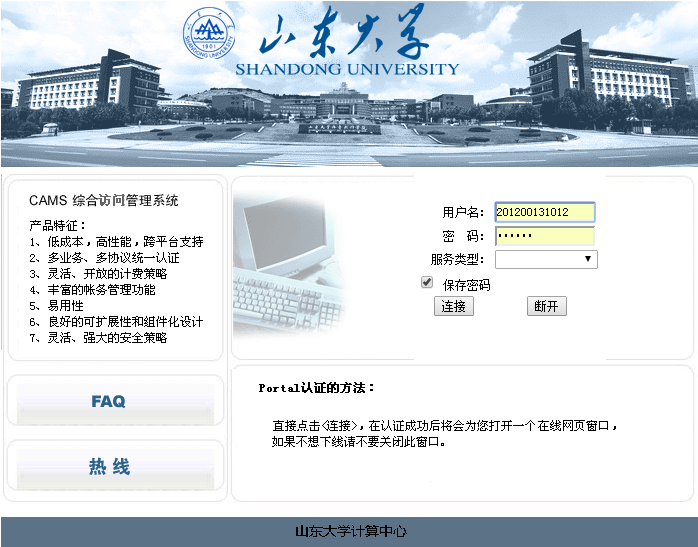 山东大学
SHANDONG UNIVERSITY
1901
CAMS 综合访问管理系统
产品特征：
1、低成本，高性能，跨平台支持
2、多业务、多协议统一认证
3、灵活、开放的计费策略
4、丰富的帐务管理功能
5、易用性
6、良好的可扩展性和组件化设计
7、灵活、强大的安全策略
FAQ
热 线
用户名： 201200131012
密 码： ••••••
服务类型：
保存密码
连接 断开
Portal认证的方法：
直接点击<连接>，在认证成功后将会为您打开一个在线网页窗口，
如果不想下线请不要关闭此窗口。
山东大学计算中心